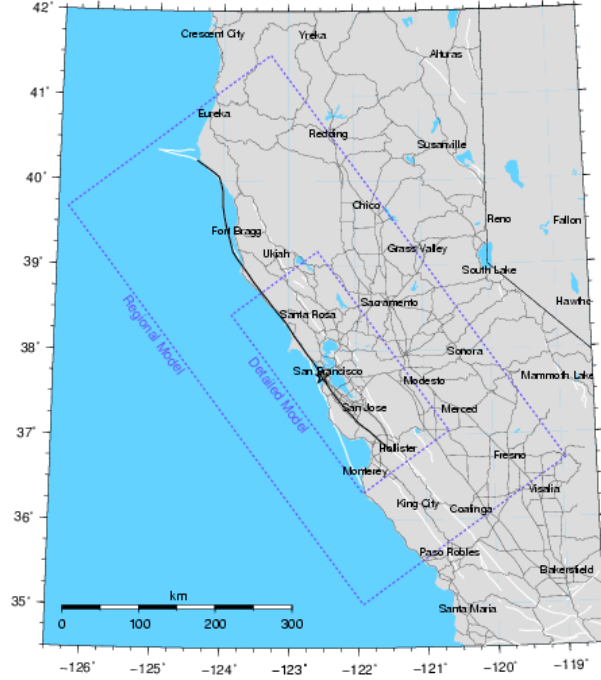 42°
Crescent City
Yreka
Alturas
41°
Eureka
Redding
Susanville
40°
Chico
Reno
Fallon
Fort Bragg
Grass Valley
39°
Ukiah
South Lake
Hawtho
Santa Rosa
Sacramento
38°
Sonora
San Francisco
Modesto
Mammoth Lake
Regional Model
Detailed Model
San Jose
Merced
37°
Hollister
Fresno
Monterey
Visalia
King City
Coalinga
36°
Paso Robles
Bakersfield
35°
km
Santa Maria
0 100 200 300
-126° -125° -124° -123° -122° -121° -120° -119°